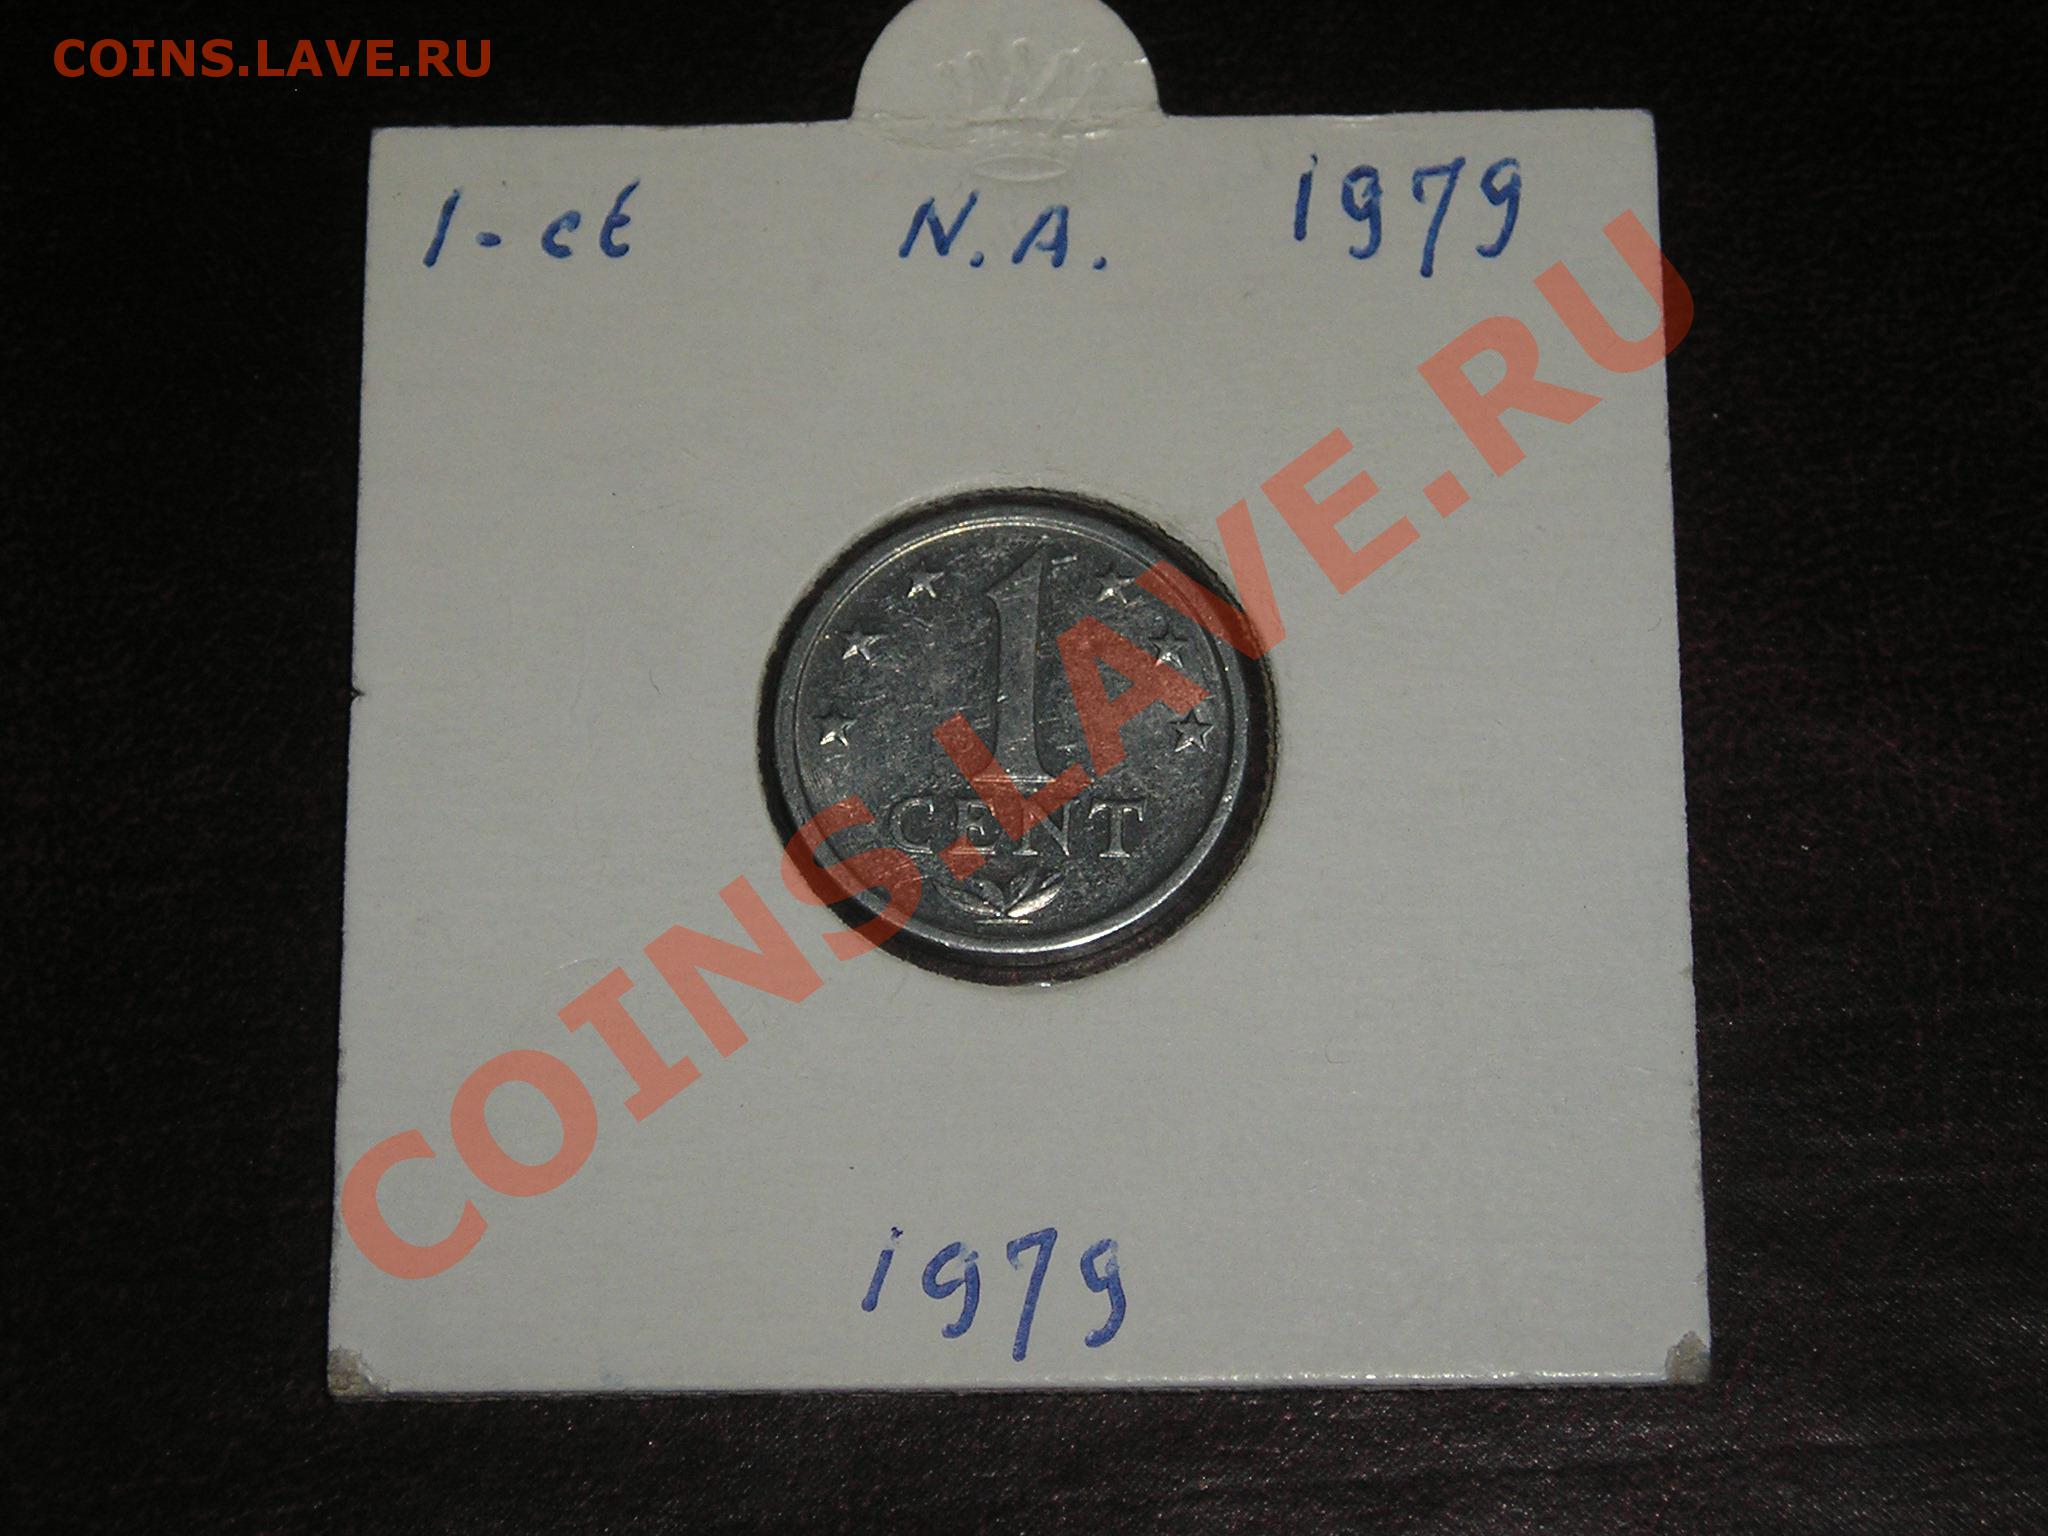 COINS.LAVE.RU
1-ct N.A. 1979
1
CENT
COINS.LAVE.RU
1979